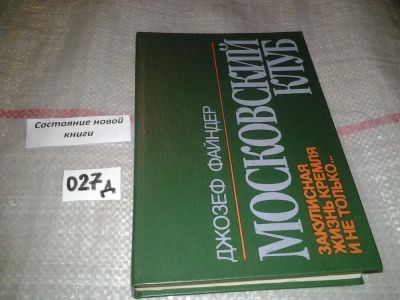 Состояние новой
книги
027д
ДЖОЗЕФ ФАЙНДЕР
МОСКОВСКИЙ
КЛУБ
ЗАКУЛИСНАЯ
ЖИЗНЬ КРЕМЛЯ
И НЕ ТОЛЬКО...